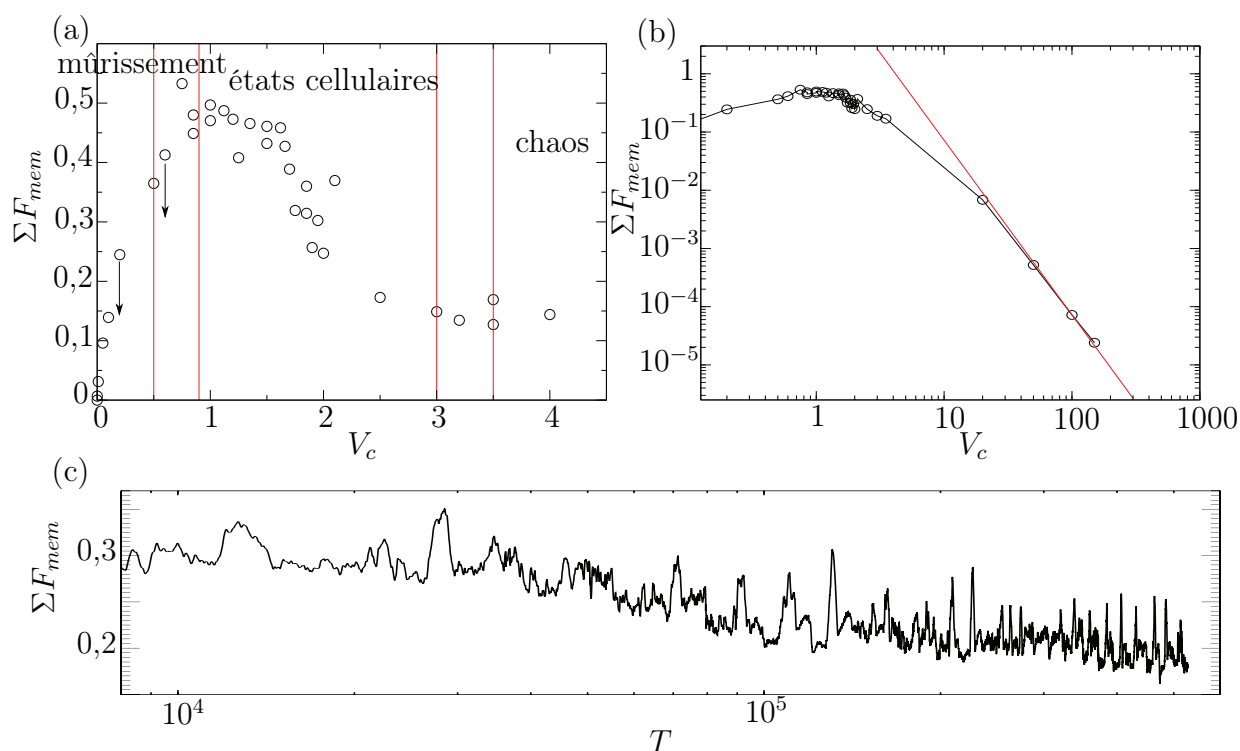 (a)
mûrissement
états cellulaires
chaos
0,5
0,4
0,3
0,2
0,1
0
ΣF_mem
0 1 2 3 4
V_c
(b)
1
10^-1
10^-2
10^-3
10^-4
10^-5
ΣF_mem
1 10 100 1000
V_c
(c)
0,3
0,2
ΣF_mem
10^4 10^5
T